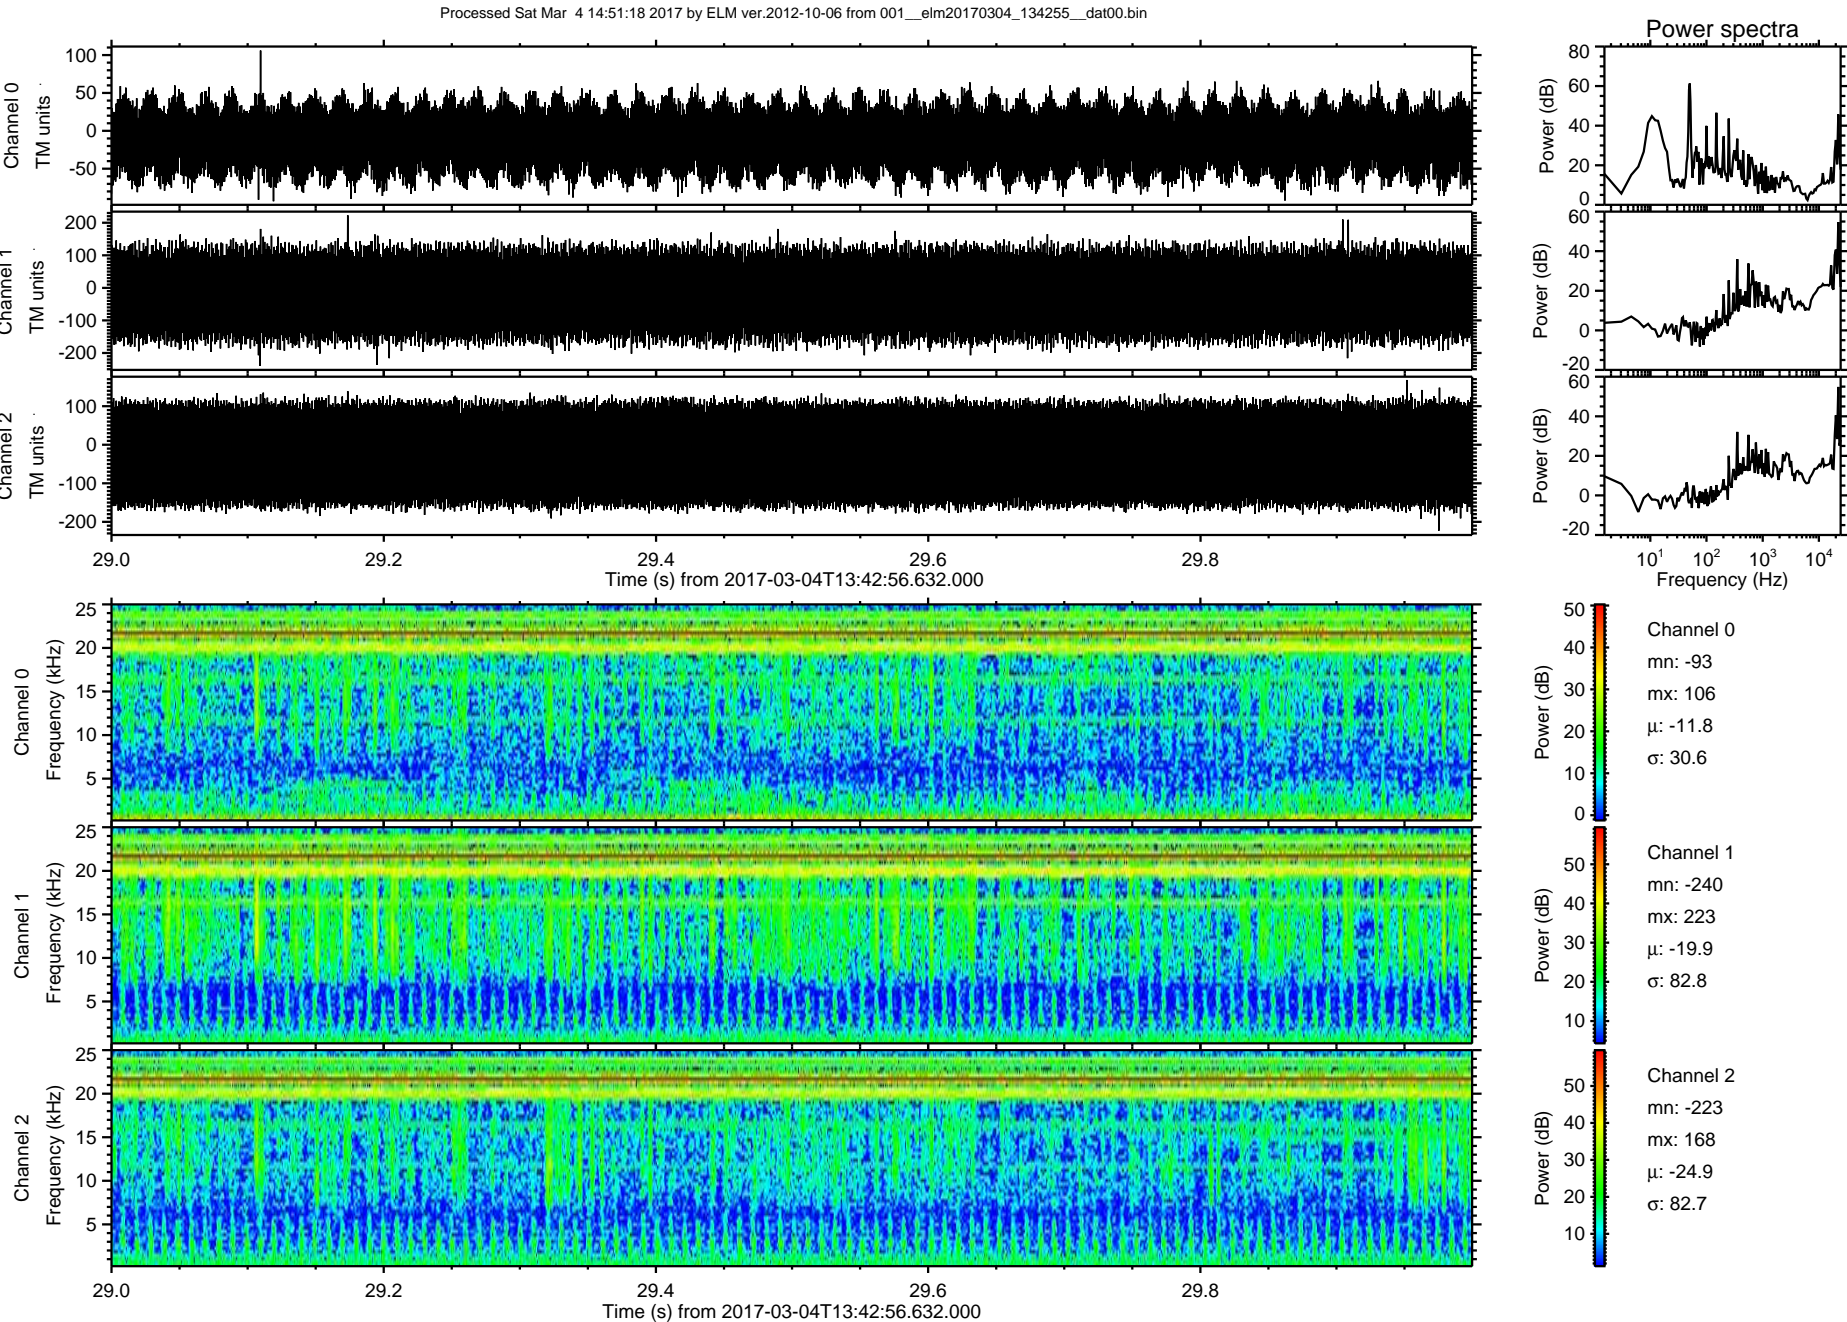 Processed Sat Mar  4 14:51:18 2017 by ELM ver.2012-10-06 from 001__elm20170304_134255__dat00.bin
Power spectra
Channel 0
TM units
100
50
0
-50
Power (dB)
80
60
40
20
0
Channel 1
TM units
200
100
0
-100
-200
Power (dB)
60
40
20
0
-20
Channel 2
TM units
100
0
-100
-200
Power (dB)
60
40
20
0
-20
29.0 29.2 29.4 29.6 29.8
Time (s) from 2017-03-04T13:42:56.632.000
10¹ 10² 10³ 10⁴
Frequency (Hz)
Channel 0
Frequency (kHz)
25
20
15
10
5
Power (dB)
50
40
30
20
10
0
Channel 0
mn: -93
mx: 106
μ: -11.8
σ: 30.6
Channel 1
Frequency (kHz)
25
20
15
10
5
Power (dB)
50
40
30
20
10
Channel 1
mn: -240
mx: 223
μ: -19.9
σ: 82.8
Channel 2
Frequency (kHz)
25
20
15
10
5
Power (dB)
50
40
30
20
10
Channel 2
mn: -223
mx: 168
μ: -24.9
σ: 82.7
29.0 29.2 29.4 29.6 29.8
Time (s) from 2017-03-04T13:42:56.632.000